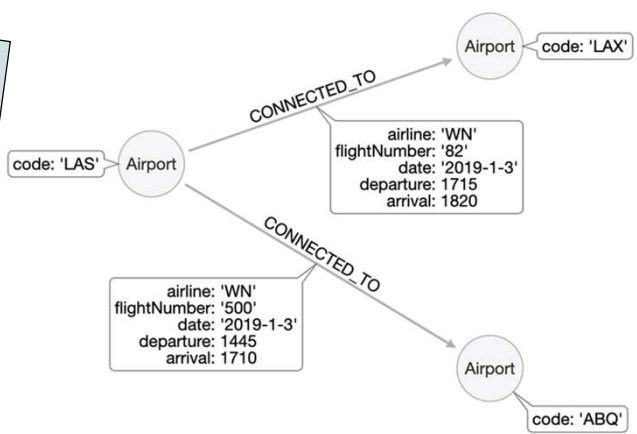 Airport
code: 'LAX'
CONNECTED_TO
airline: 'WN'
flightNumber: '82'
date: '2019-1-3'
departure: 1715
arrival: 1820
code: 'LAS'
Airport
CONNECTED_TO
airline: 'WN'
flightNumber: '500'
date: '2019-1-3'
departure: 1445
arrival: 1710
Airport
code: 'ABQ'